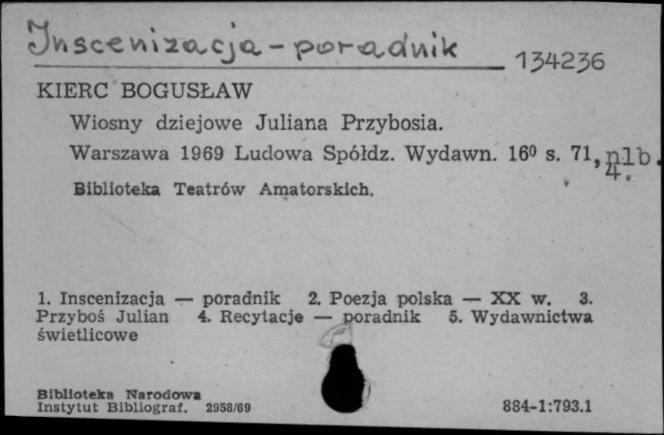 Inscenizacja - poradnik 134236
KIERC BOGUSŁAW
Wiosny dziejowe Juliana Przybosia.
Warszawa 1969 Ludowa Spółdz. Wydawn. 16⁰ s. 71, nlb.
4.
Biblioteka Teatrów Amatorskich.
1. Inscenizacja — poradnik 2. Poezja polska — XX w. 3.
Przyboś Julian 4. Recytacje — poradnik 5. Wydawnictwa
świetlicowe
Biblioteka Narodowa
Instytut Bibliograf. 2958/69 884-1:793.1